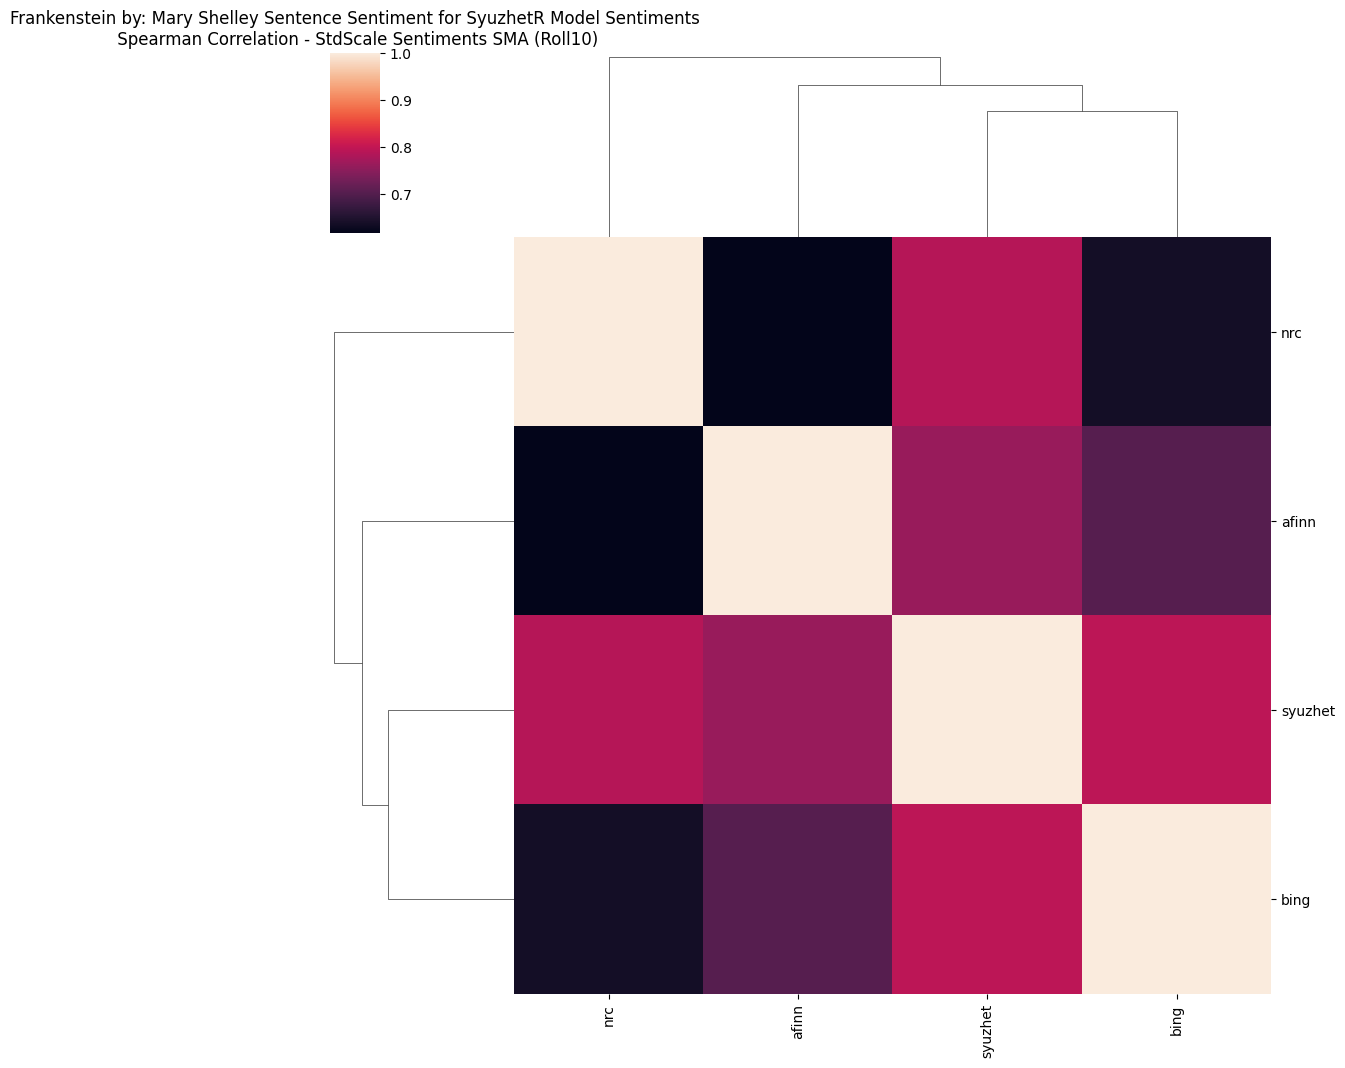 Frankenstein by: Mary Shelley Sentence Sentiment for SyuzhetR Model Sentiments
Spearman Correlation - StdScale Sentiments SMA (Roll10)
1.0
0.9
0.8
0.7
nrc
afinn
syuzhet
bing
nrc
afinn
syuzhet
bing